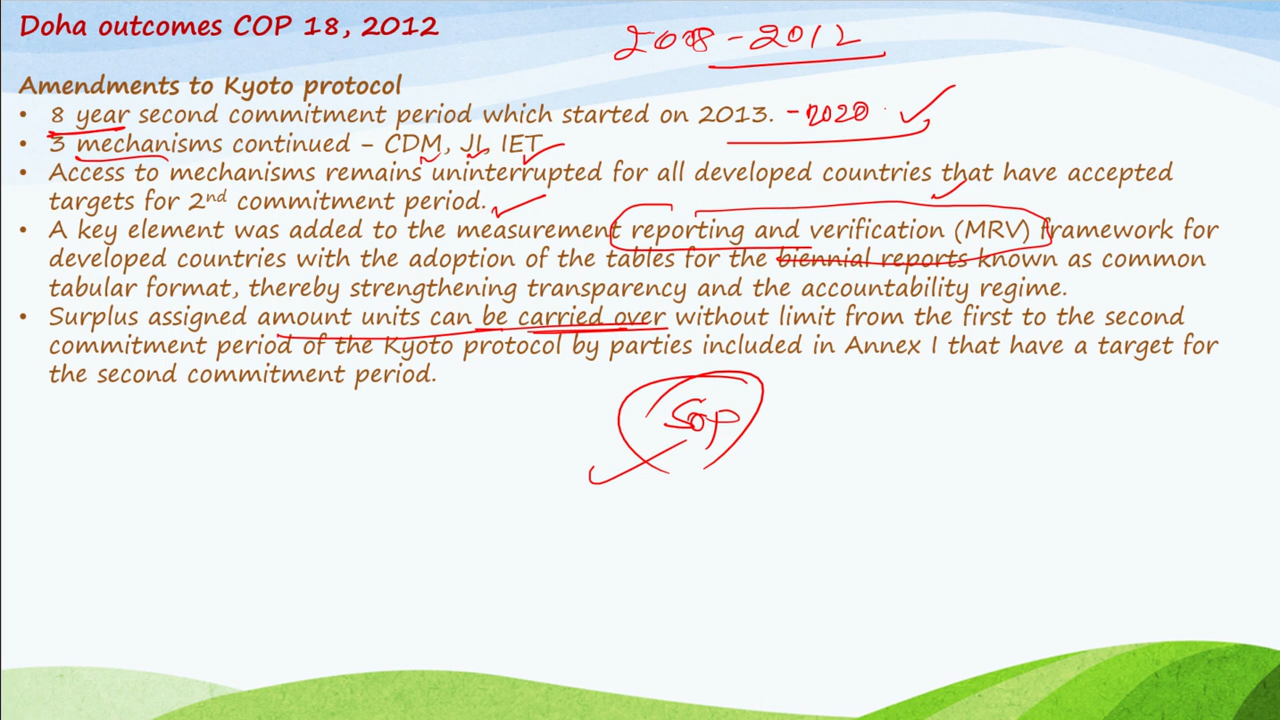 Doha outcomes COP 18, 2012
2008 - 2012
Amendments to Kyoto protocol
• 8 year second commitment period which started on 2013. - 2020
• 3 mechanisms continued – CDM, JI, IET
• Access to mechanisms remains uninterrupted for all developed countries that have accepted
targets for 2nd commitment period.
• A key element was added to the measurement reporting and verification (MRV) framework for
developed countries with the adoption of the tables for the biennial reports known as common
tabular format, thereby strengthening transparency and the accountability regime.
• Surplus assigned amount units can be carried over without limit from the first to the second
commitment period of the Kyoto protocol by parties included in Annex I that have a target for
the second commitment period.
SOP